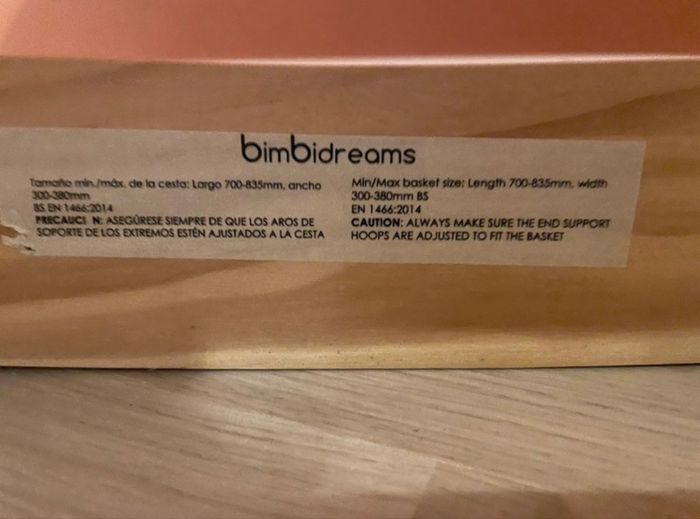 bimbidreams
Tamaño min./máx. de la cesta: Largo 700-835mm, ancho
300-380mm
BS EN 1466:2014
PRECAUCI N: ASEGÚRESE SIEMPRE DE QUE LOS AROS DE
SOPORTE DE LOS EXTREMOS ESTÉN AJUSTADOS A LA CESTA
Min/Max basket size: Length 700-835mm, width
300-380mm BS
EN 1466:2014
CAUTION: ALWAYS MAKE SURE THE END SUPPORT
HOOPS ARE ADJUSTED TO FIT THE BASKET